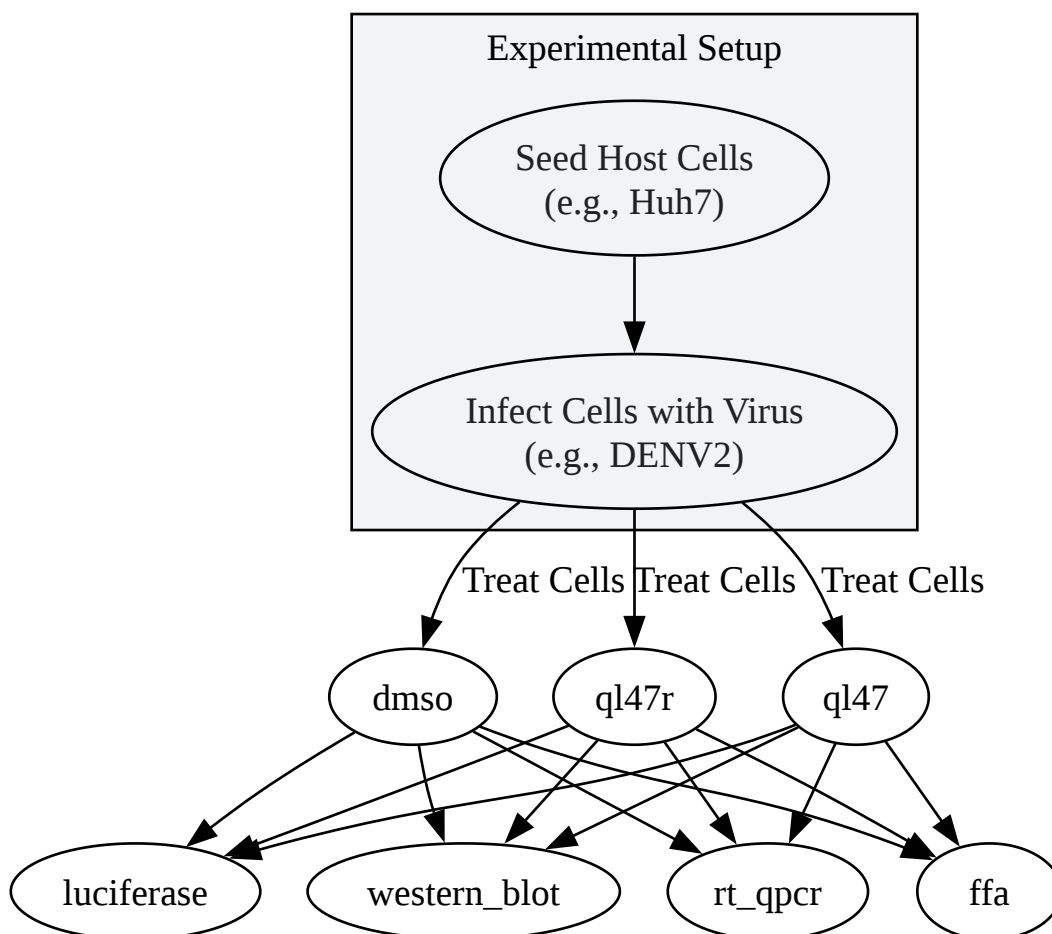 Experimental Setup
Seed Host Cells
(e.g., Huh7)
Infect Cells with Virus
(e.g., DENV2)
Treat Cells Treat Cells Treat Cells
dmso ql47r ql47
luciferase western_blot rt_qpcr ffa